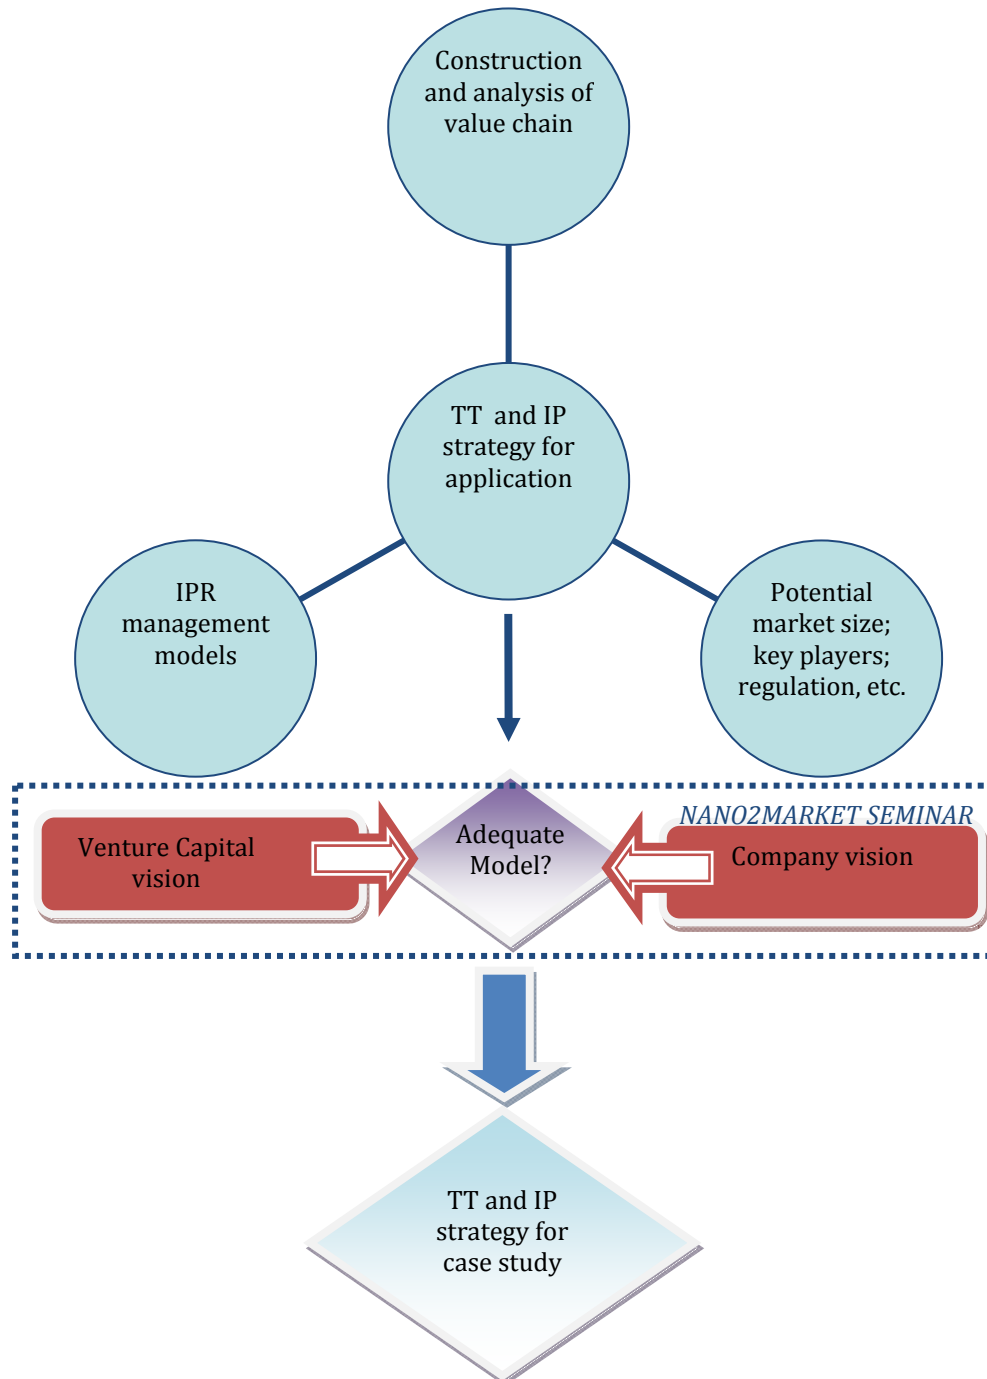 Construction
and analysis of
value chain
TT and IP
strategy for
application
IPR
management
models
Potential
market size;
key players;
regulation, etc.
NANO2MARKET SEMINAR
Venture Capital
vision
Adequate
Model?
Company vision
TT and IP
strategy for
case study